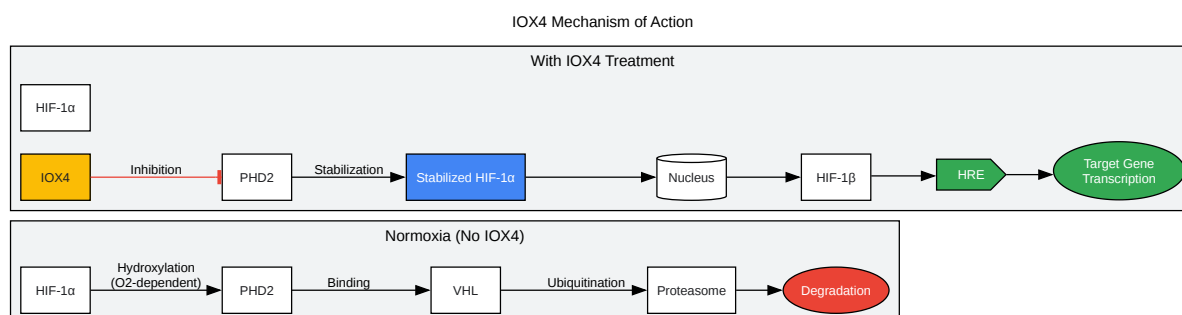 IOX4 Mechanism of Action
With IOX4 Treatment
HIF-1α
IOX4
Inhibition
PHD2
Stabilization
Stabilized HIF-1α
Nucleus
HIF-1β
HRE
Target Gene
Transcription
Normoxia (No IOX4)
HIF-1α
Hydroxylation
(O2-dependent)
PHD2
Binding
VHL
Ubiquitination
Proteasome
Degradation